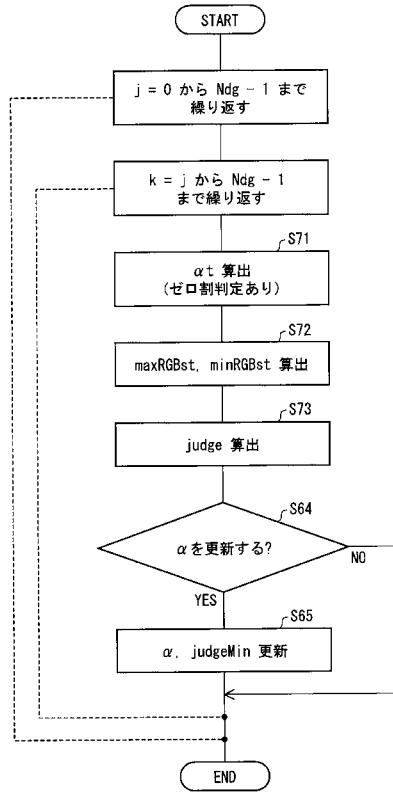 START
j = 0 から Ndg - 1 まで
繰り返す
k = j から Ndg - 1
まで繰り返す
S71
αt 算出
(ゼロ割判定あり)
S72
maxRGBst, minRGBst 算出
S73
judge 算出
S64
αを更新する?
NO
YES
S65
α, judgeMin 更新
END